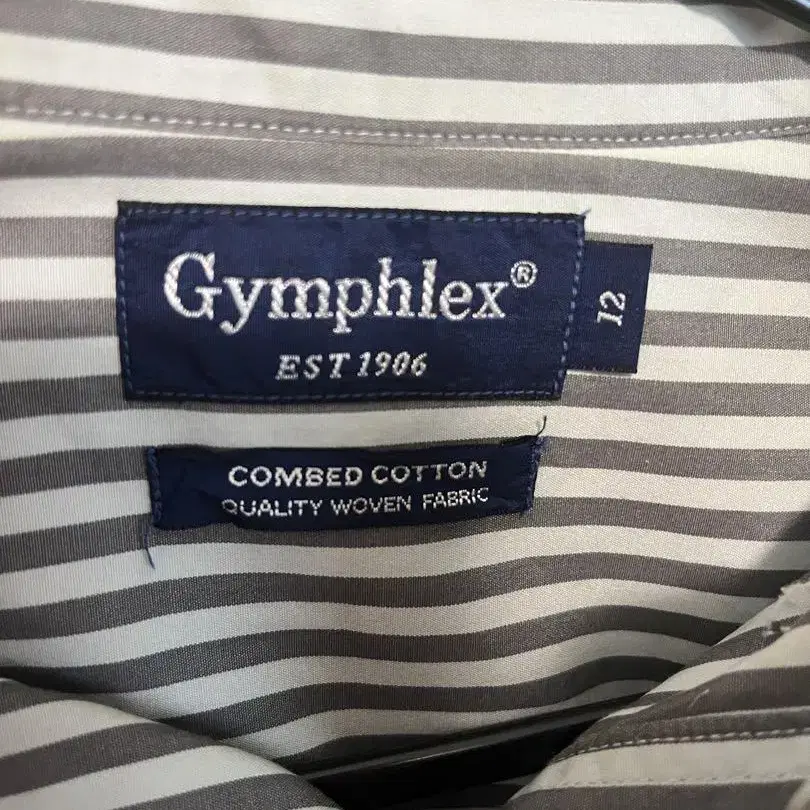 Gymphlex®
EST 1906
12
COMBED COTTON
QUALITY WOVEN FABRIC